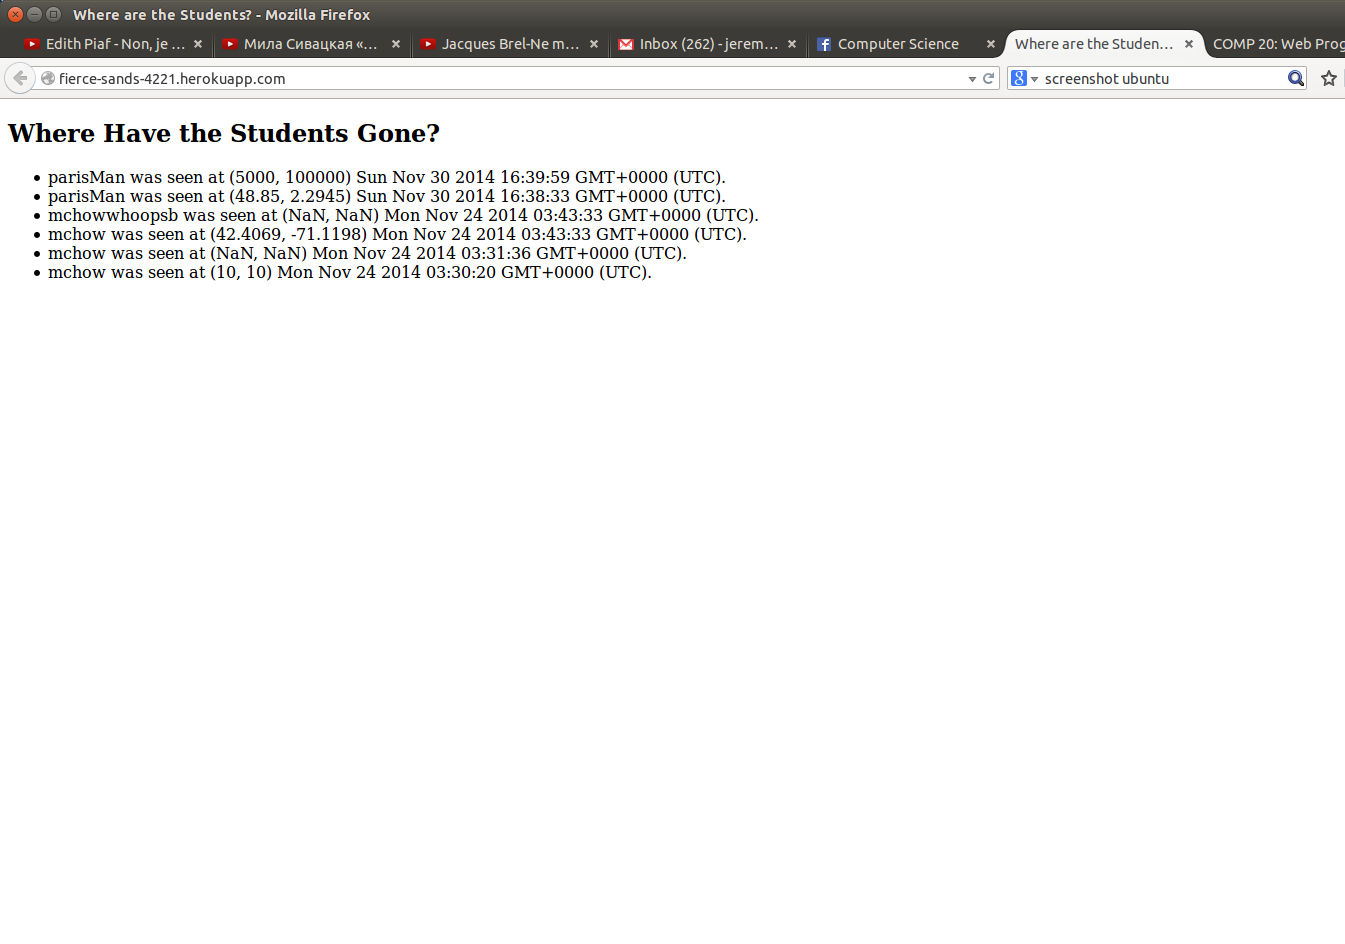 Where are the Students? - Mozilla Firefox
Edith Piaf - Non, je ... Мила Сивацкая «... Jacques Brel-Ne m... Inbox (262) - jerem... Computer Science Where are the Studen... COMP 20: Web Prog
fierce-sands-4221.herokuapp.com screenshot ubuntu
Where Have the Students Gone?
• parisMan was seen at (5000, 100000) Sun Nov 30 2014 16:39:59 GMT+0000 (UTC).
• parisMan was seen at (48.85, 2.2945) Sun Nov 30 2014 16:38:33 GMT+0000 (UTC).
• mchowwhoopsb was seen at (NaN, NaN) Mon Nov 24 2014 03:43:33 GMT+0000 (UTC).
• mchow was seen at (42.4069, -71.1198) Mon Nov 24 2014 03:43:33 GMT+0000 (UTC).
• mchow was seen at (NaN, NaN) Mon Nov 24 2014 03:31:36 GMT+0000 (UTC).
• mchow was seen at (10, 10) Mon Nov 24 2014 03:30:20 GMT+0000 (UTC).